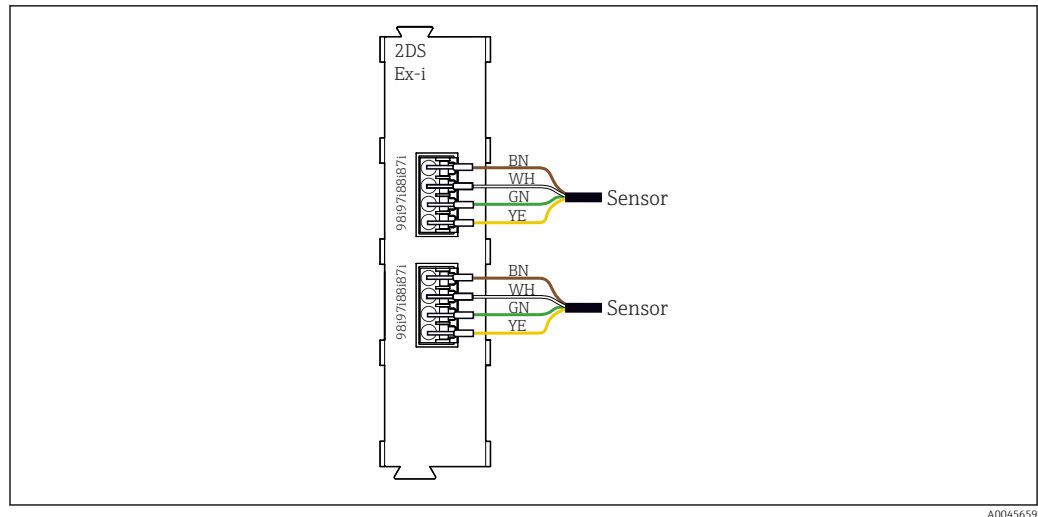 2DS
Ex-i
98i97i88i87i
BN
WH
GN
YE
Sensor
98i97i88i87i
BN
WH
GN
YE
Sensor
A0045659